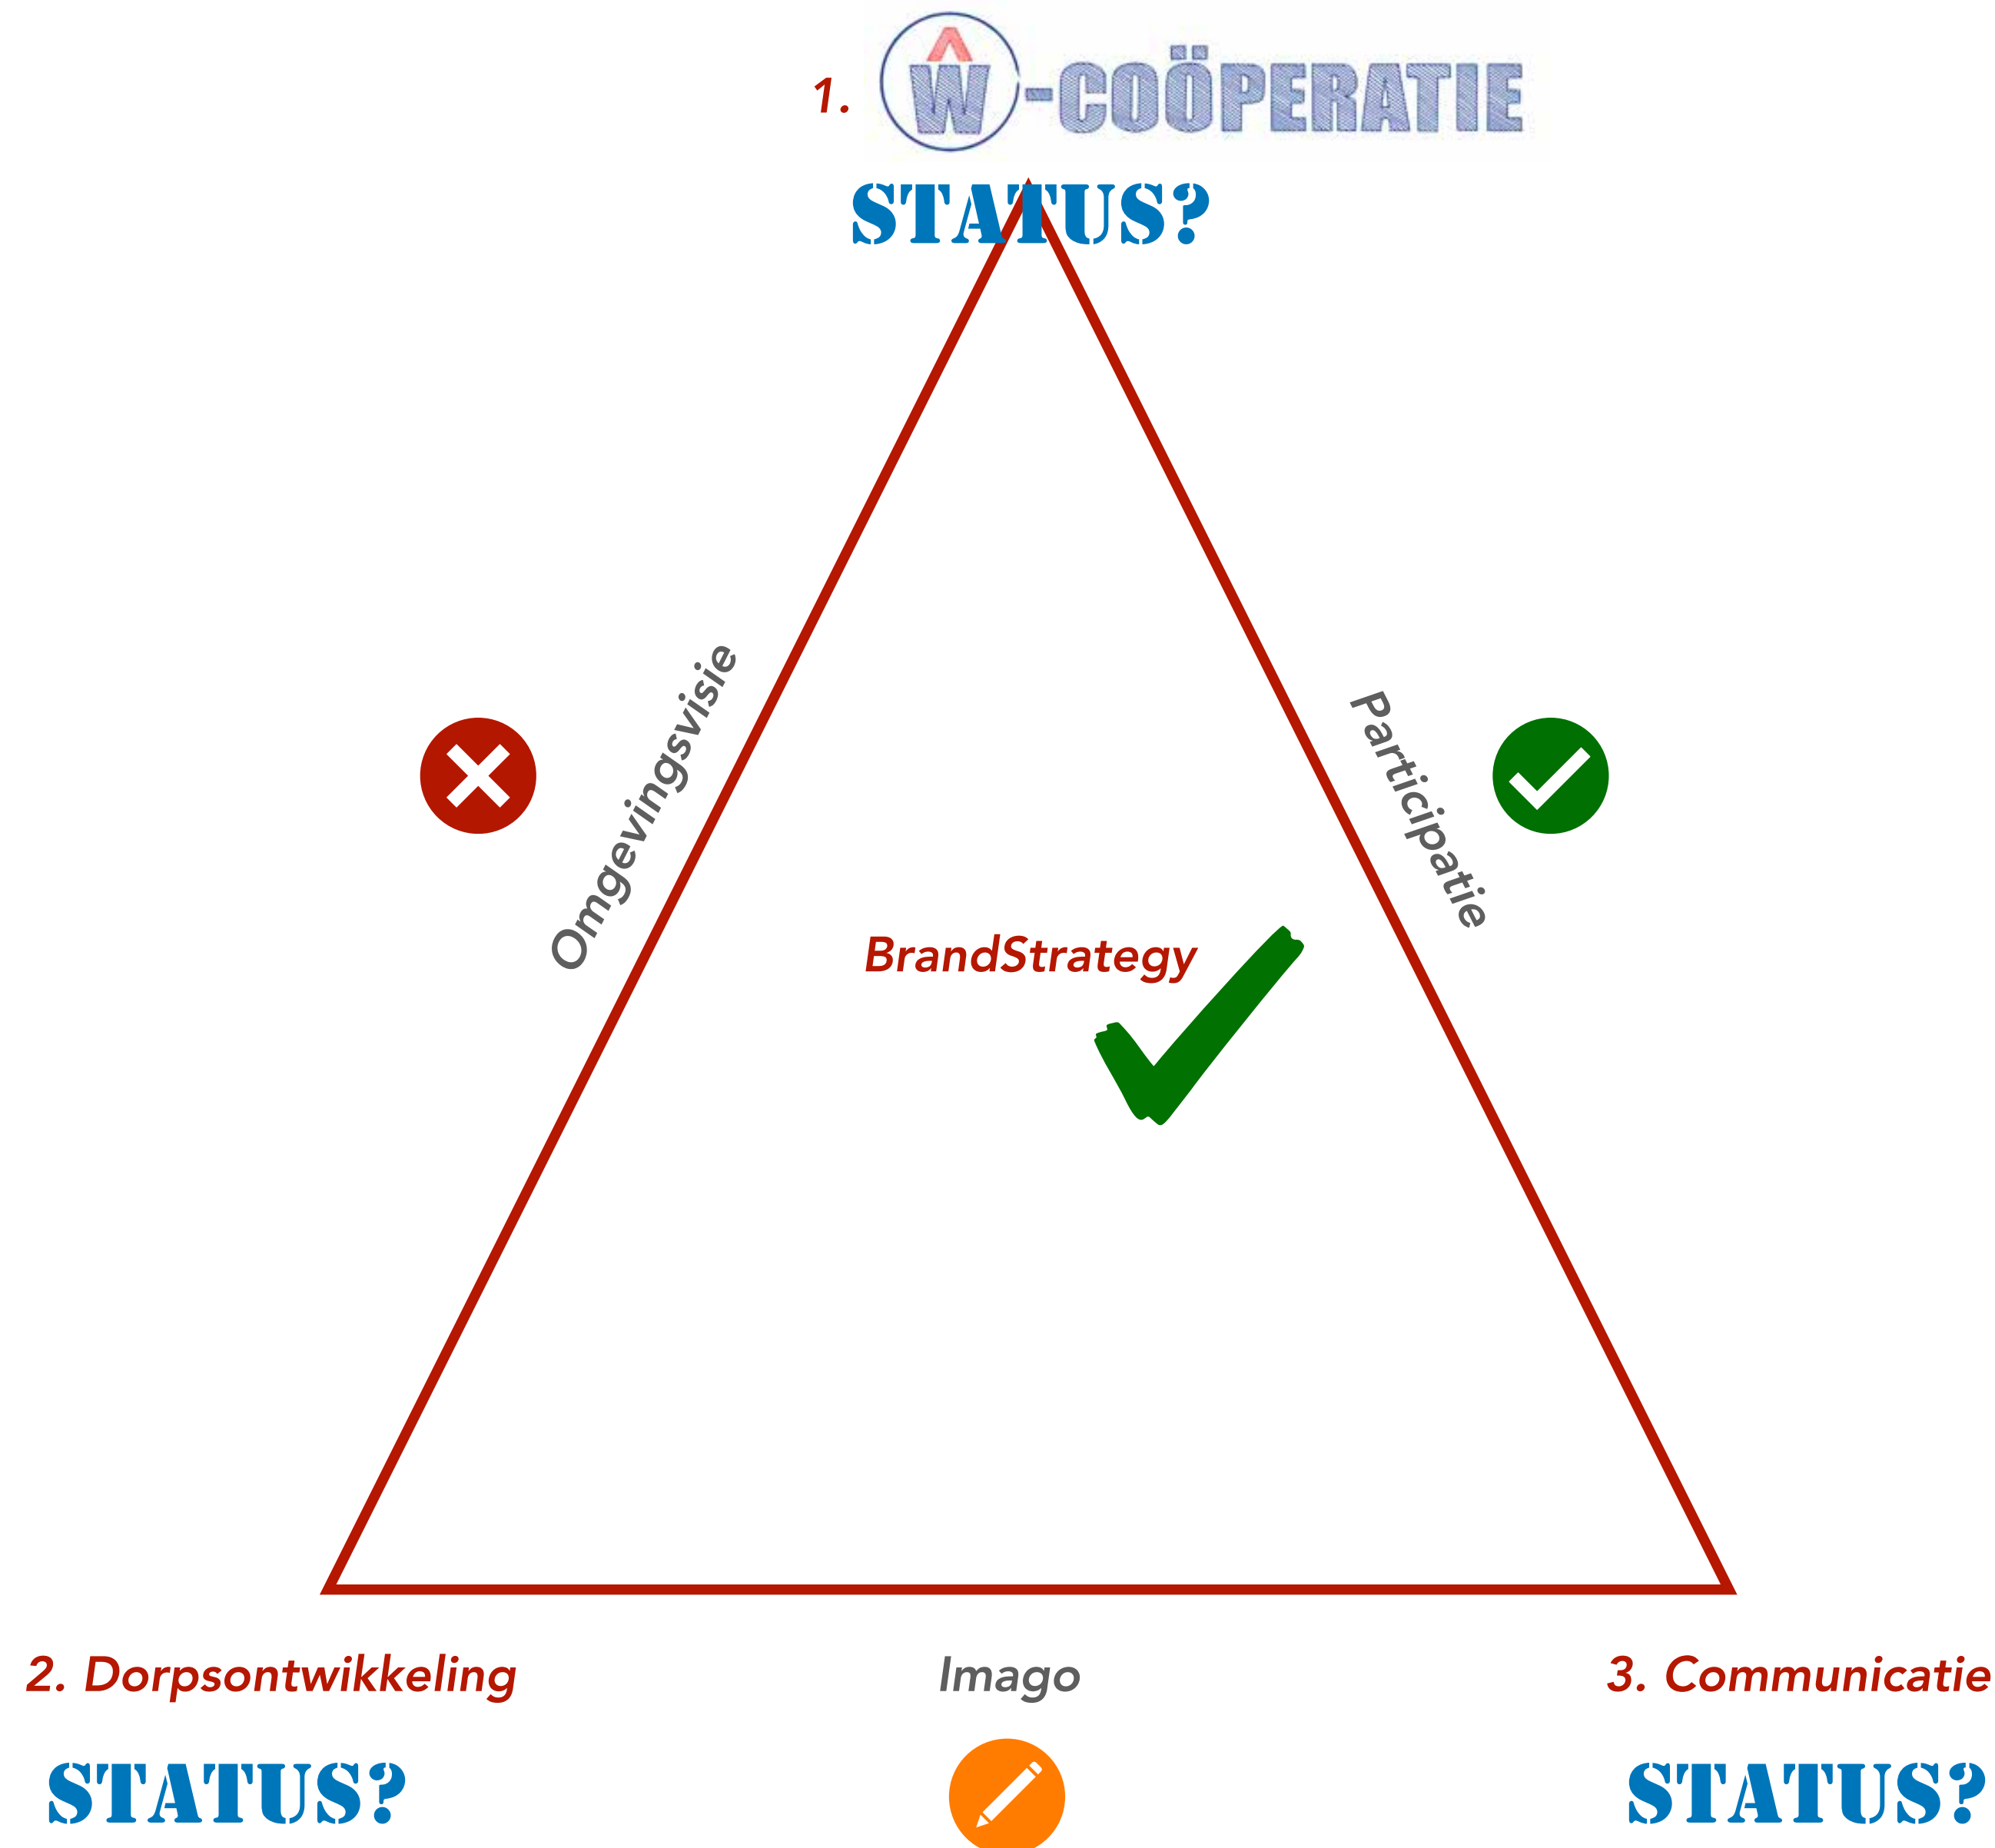 1. Ŵ-COÖPERATIE
STATUS?
Omgevingsvisie
Participatie
BrandStrategy
2. Dorpsontwikkeling
Imago
3. Communicatie
STATUS?
STATUS?